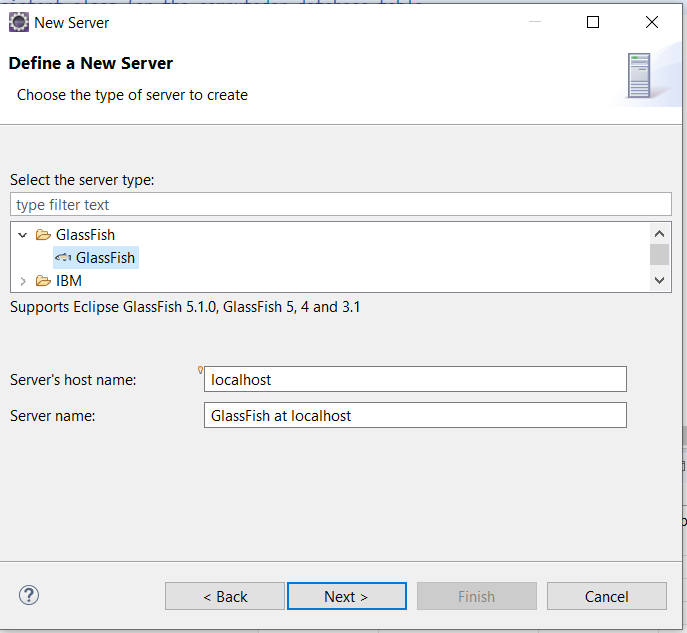 New Server
Define a New Server
Choose the type of server to create
Select the server type:
type filter text
GlassFish
GlassFish
IBM
Supports Eclipse GlassFish 5.1.0, GlassFish 5, 4 and 3.1
Server's host name:
localhost
Server name:
GlassFish at localhost
?
< Back
Next >
Finish
Cancel